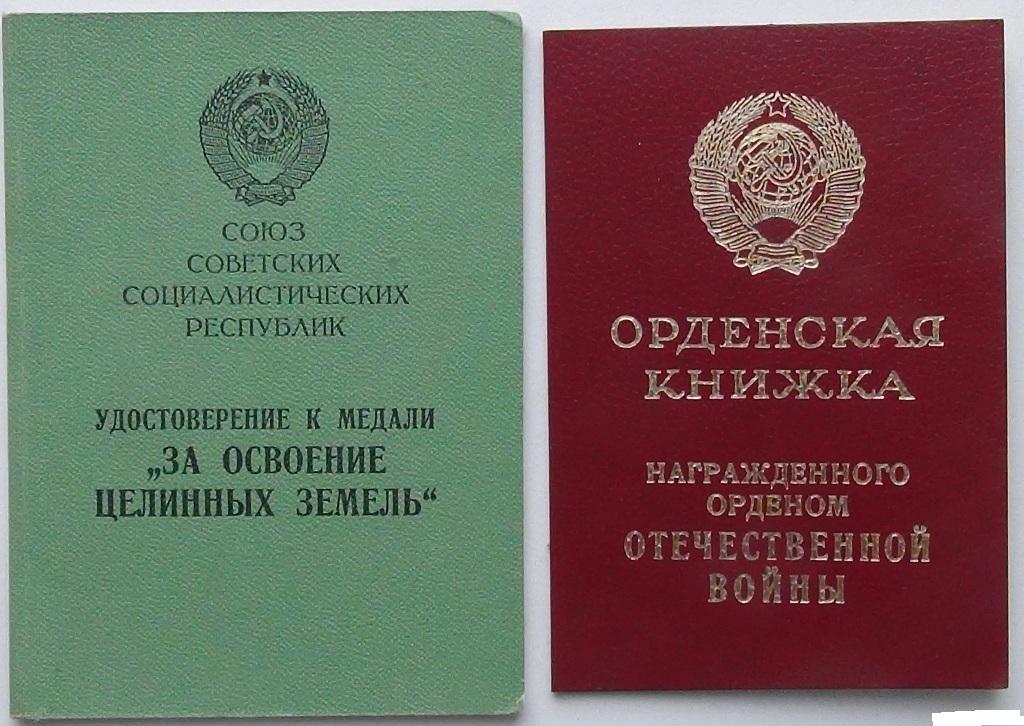 СОЮЗ
СОВЕТСКИХ
СОЦИАЛИСТИЧЕСКИХ
РЕСПУБЛИК
УДОСТОВЕРЕНИЕ К МЕДАЛИ
„ЗА ОСВОЕНИЕ
ЦЕЛИННЫХ ЗЕМЕЛЬ“
ОРДЕНСКАЯ
КНИЖКА
НАГРАЖДЕННОГО
ОРДЕНОМ
ОТЕЧЕСТВЕННОЙ
ВОЙНЫ